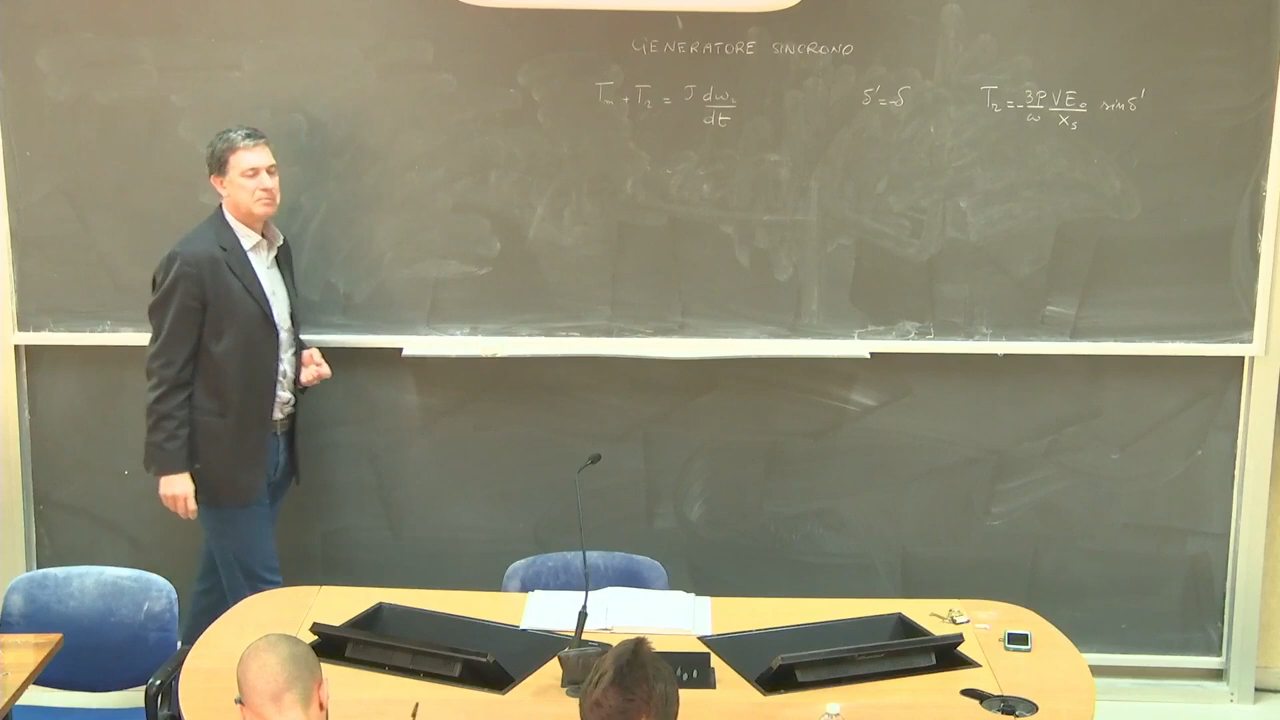 GENERATORE SINCRONO
Tm + T2 = J dωr/dt δ' = -δ T2 = - 3P/ω VE0/Xs sin δ'